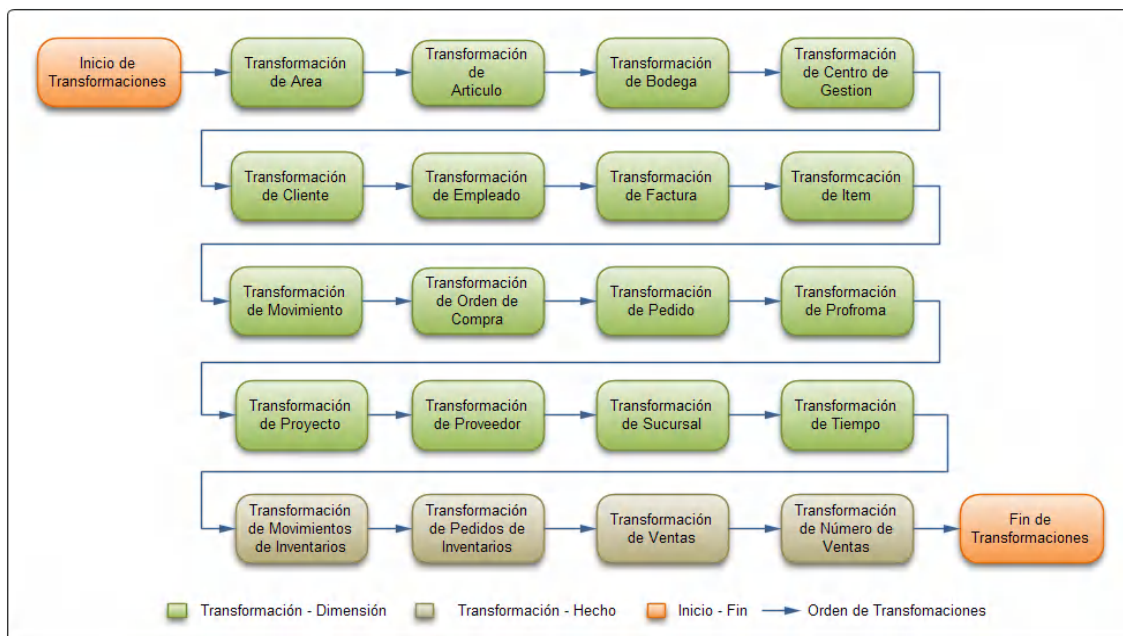 Inicio de
Transformaciones
Transformación
de Area
Transformación
de
Articulo
Transformación
de Bodega
Transformación
de Centro de
Gestion
Transformación
de Cliente
Transformación
de Empleado
Transformación
de Factura
Transformcación
de Item
Transformación
de Movimiento
Transformación
de Orden de
Compra
Transformación
de Pedido
Transformación
de Profroma
Transformación
de Proyecto
Transformación
de Proveedor
Transformación
de Sucursal
Transformación
de Tiempo
Transformación
de Movimientos
de Inventarios
Transformación
de Pedidos de
Inventarios
Transformación
de Ventas
Transformación
de Número de
Ventas
Fin de
Transformaciones
Transformación - Dimensión
Transformación - Hecho
Inicio - Fin
Orden de Transfomaciones